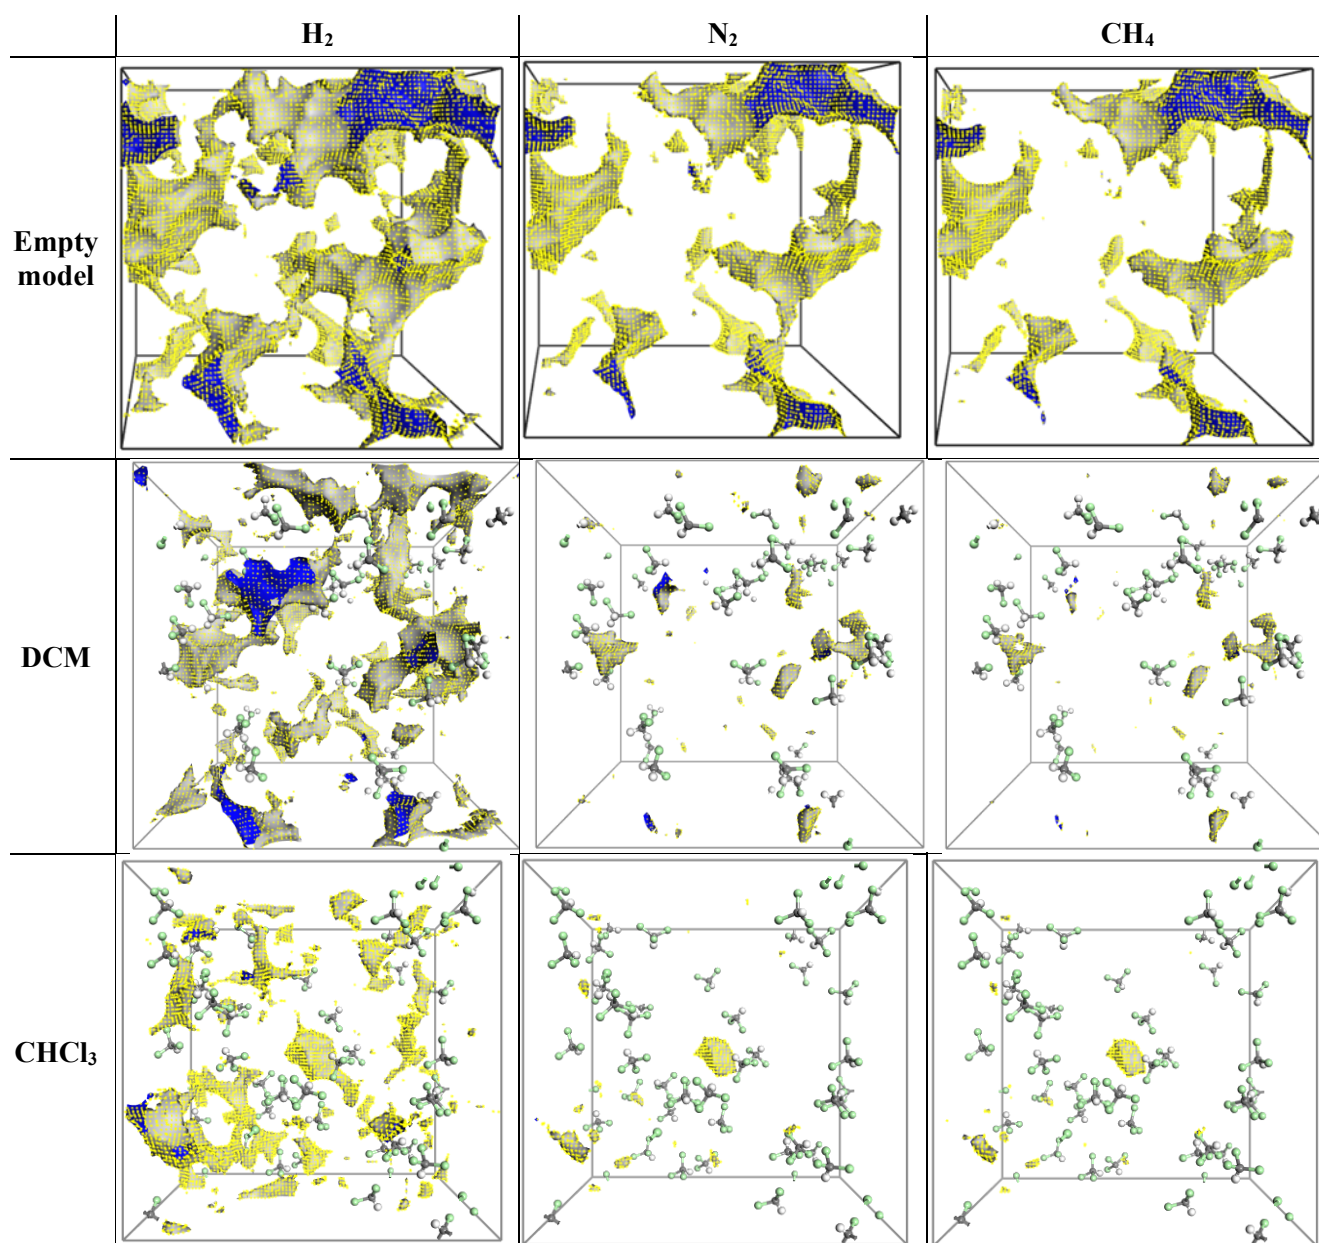 H₂ N₂ CH₄
Empty
model
DCM
CHCl₃